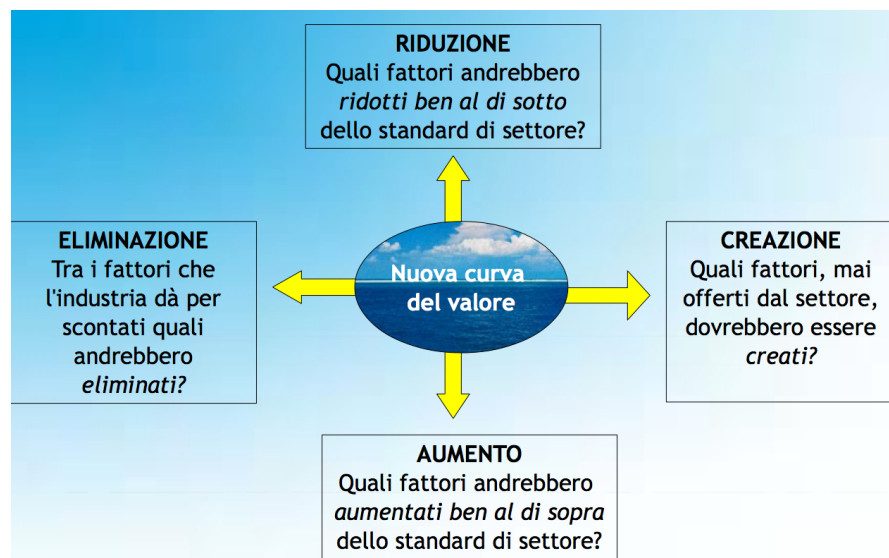 RIDUZIONE
Quali fattori andrebbero
ridotti ben al di sotto
dello standard di settore?
ELIMINAZIONE
Tra i fattori che
l'industria dà per
scontati quali
andrebbero
eliminati?
Nuova curva
del valore
CREAZIONE
Quali fattori, mai
offerti dal settore,
dovrebbero essere
creati?
AUMENTO
Quali fattori andrebbero
aumentati ben al di sopra
dello standard di settore?